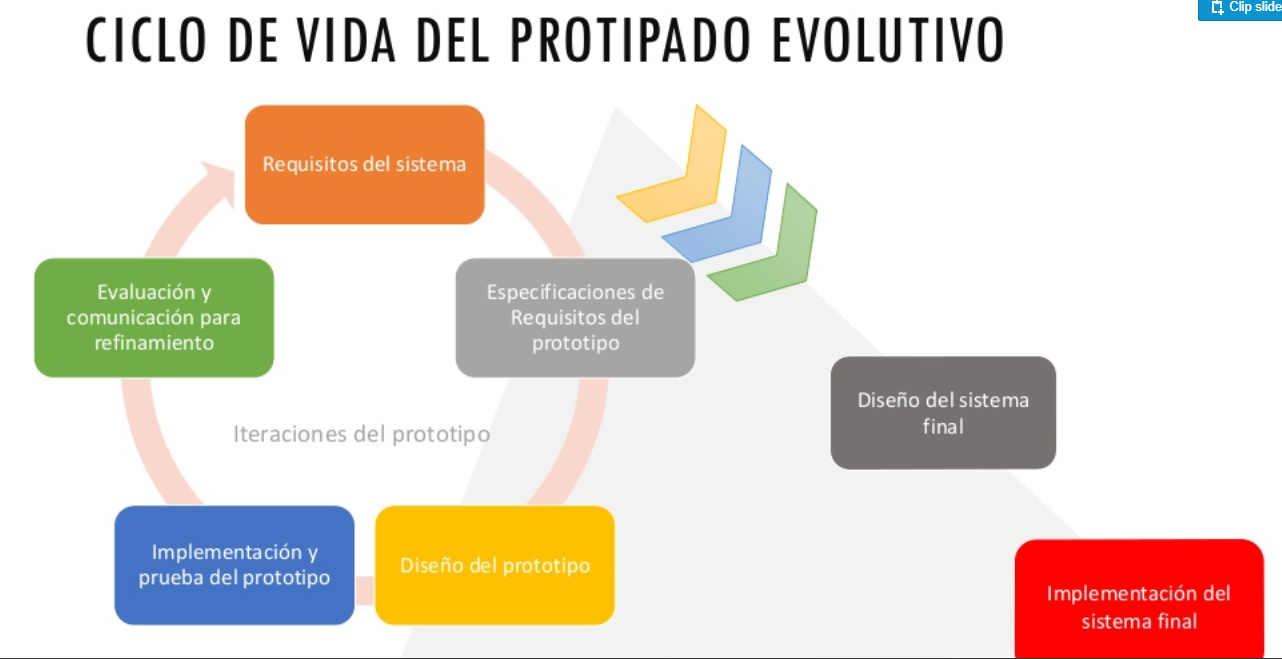 Clip slide
CICLO DE VIDA DEL PROTIPADO EVOLUTIVO
Requisitos del sistema
Especificaciones de
Requisitos del
prototipo
Diseño del prototipo
Implementación y
prueba del prototipo
Evaluación y
comunicación para
refinamiento
Iteraciones del prototipo
Diseño del sistema
final
Implementación del
sistema final